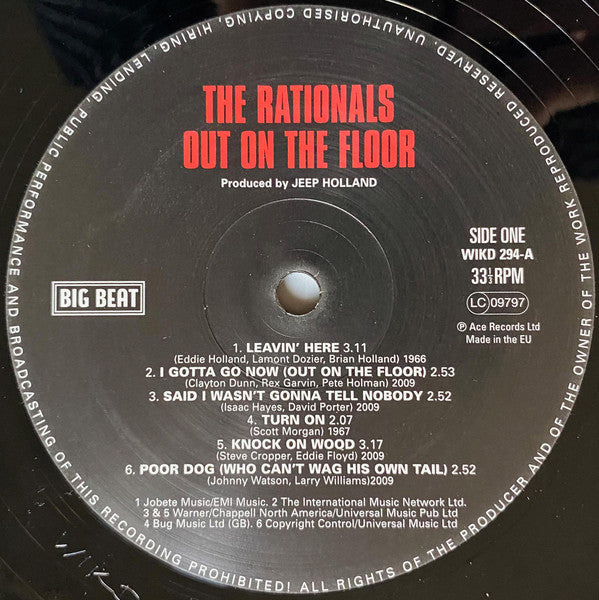 UNAUTHORISED COPYING, HIRING, LENDING, PUBLIC PERFORMANCE AND BROADCASTING OF THIS RECORDING PROHIBITED! ALL RIGHTS OF THE PRODUCER AND OF THE OWNER OF THE WORK REPRODUCED RESERVED.
THE RATIONALS
OUT ON THE FLOOR
Produced by JEEP HOLLAND
BIG BEAT
SIDE ONE
WIKD 294-A
33⅓RPM
LC 09797
℗ Ace Records Ltd
Made in the EU
1. LEAVIN' HERE 3.11
(Eddie Holland, Lamont Dozier, Brian Holland) 1966
2. I GOTTA GO NOW (OUT ON THE FLOOR) 2.53
(Clayton Dunn, Rex Garvin, Pete Holman) 2009
3. SAID I WASN'T GONNA TELL NOBODY 2.52
(Isaac Hayes, David Porter) 2009
4. TURN ON 2.07
(Scott Morgan) 1967
5. KNOCK ON WOOD 3.17
(Steve Cropper, Eddie Floyd) 2009
6. POOR DOG (WHO CAN'T WAG HIS OWN TAIL) 2.52
(Johnny Watson, Larry Williams)2009
1 Jobete Music/EMI Music. 2 The International Music Network Ltd.
3 & 5 Warner/Chappell North America/Universal Music Pub Ltd
4 Bug Music Ltd (GB). 6 Copyright Control/Universal Music Ltd
WIKD